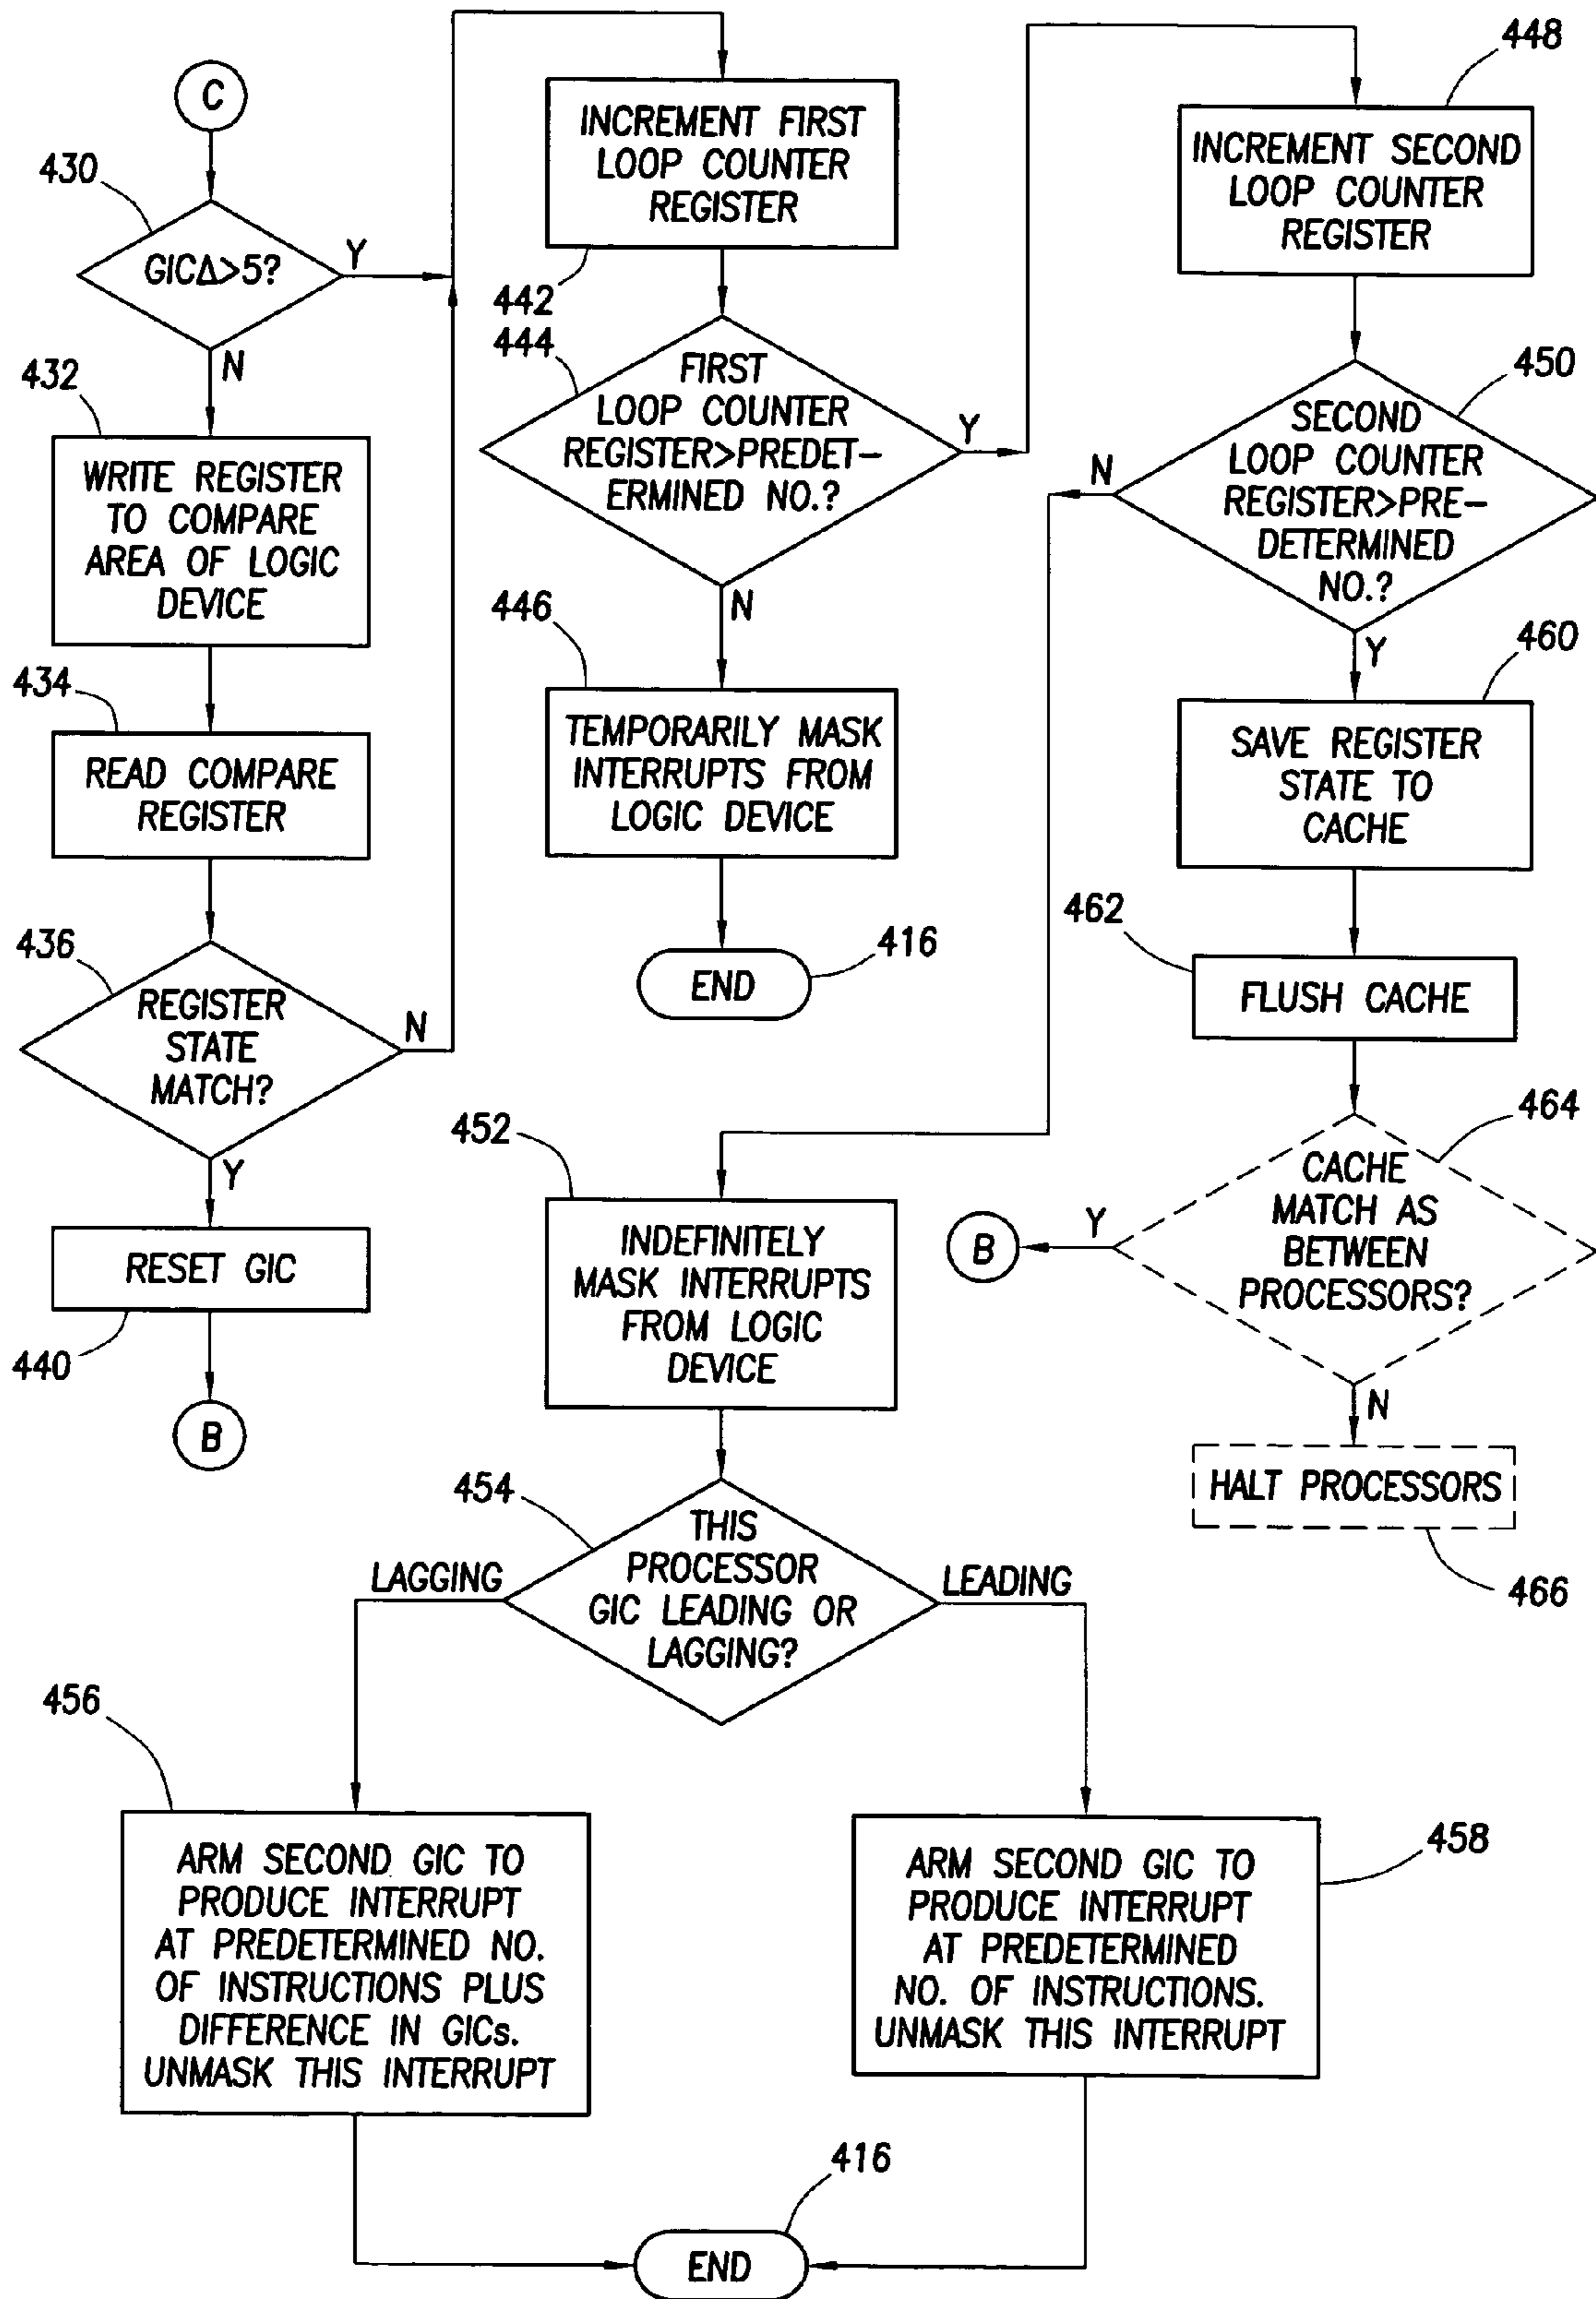 C
430
GICΔ>5?
Y
N
432
WRITE REGISTER
TO COMPARE
AREA OF LOGIC
DEVICE
434
READ COMPARE
REGISTER
436
REGISTER
STATE
MATCH?
N
Y
RESET GIC
440
B
INCREMENT FIRST
LOOP COUNTER
REGISTER
442
444
FIRST
LOOP COUNTER
REGISTER>PREDET-
ERMINED NO.?
Y
N
446
TEMPORARILY MASK
INTERRUPTS FROM
LOGIC DEVICE
416
END
448
INCREMENT SECOND
LOOP COUNTER
REGISTER
450
SECOND
LOOP COUNTER
REGISTER>PRE-
DETERMINED
NO.?
N
Y
460
SAVE REGISTER
STATE TO
CACHE
462
FLUSH CACHE
464
CACHE
MATCH AS
BETWEEN
PROCESSORS?
Y
B
N
HALT PROCESSORS
466
452
INDEFINITELY
MASK INTERRUPTS
FROM LOGIC
DEVICE
454
THIS
PROCESSOR
GIC LEADING OR
LAGGING?
LAGGING
LEADING
456
ARM SECOND GIC TO
PRODUCE INTERRUPT
AT PREDETERMINED NO.
OF INSTRUCTIONS PLUS
DIFFERENCE IN GICs.
UNMASK THIS INTERRUPT
458
ARM SECOND GIC TO
PRODUCE INTERRUPT
AT PREDETERMINED
NO. OF INSTRUCTIONS.
UNMASK THIS INTERRUPT
416
END